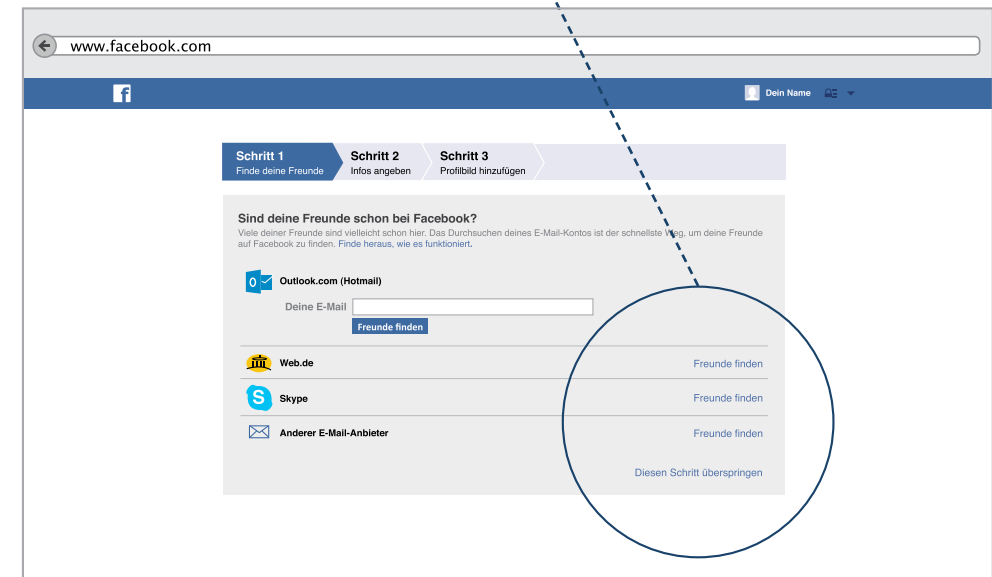 www.facebook.com
f
Dein Name
Schritt 1
Finde deine Freunde
Schritt 2
Infos angeben
Schritt 3
Profilbild hinzufügen
Sind deine Freunde schon bei Facebook?
Viele deiner Freunde sind vielleicht schon hier. Das Durchsuchen deines E-Mail-Kontos ist der schnellste Weg, um deine Freunde
auf Facebook zu finden. Finde heraus, wie es funktioniert.
Outlook.com (Hotmail)
Deine E-Mail
Freunde finden
Web.de
Freunde finden
S
Skype
Freunde finden
Anderer E-Mail-Anbieter
Freunde finden
Diesen Schritt überspringen